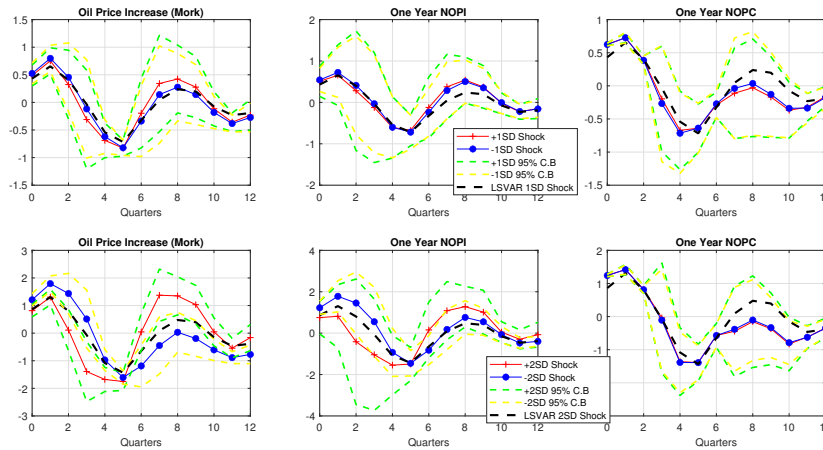 Oil Price Increase (Mork)
One Year NOPI
One Year NOPC
1.5
1
0.5
0
-0.5
-1
-1.5
0 2 4 6 8 10 12
Quarters
2
1
0
-1
-2
0 2 4 6 8 10 12
Quarters
+1SD Shock
-1SD Shock
+1SD 95% C.B
-1SD 95% C.B
LSVAR 1SD Shock
1
0.5
0
-0.5
-1
-1.5
0 2 4 6 8 10 12
Quarters
Oil Price Increase (Mork)
One Year NOPI
One Year NOPC
3
2
1
0
-1
-2
-3
0 2 4 6 8 10 12
Quarters
4
2
0
-2
-4
0 2 4 6 8 10
Quarters
+2SD Shock
-2SD Shock
+2SD 95% C.B
-2SD 95% C.B
LSVAR 2SD Shock
2
1
0
-1
-2
-3
0 2 4 6 8 10 12
Quarters